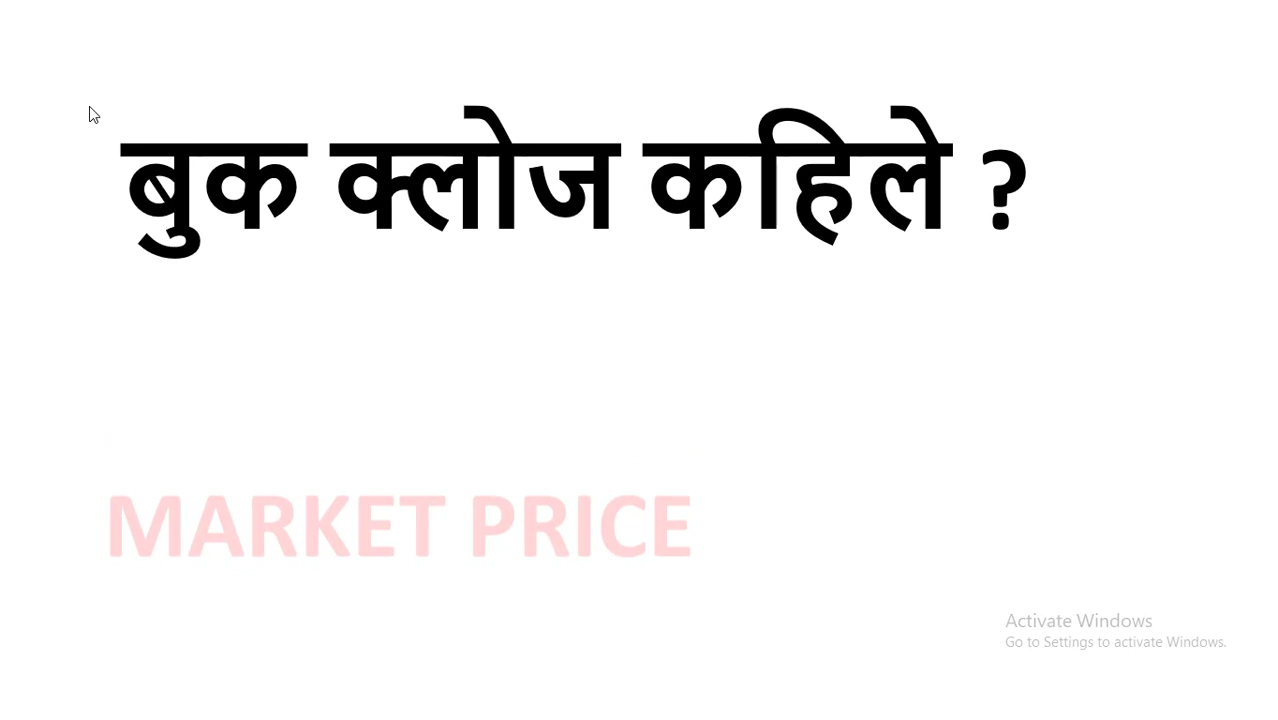 बुक क्लोज कहिले ?
MARKET PRICE
Activate Windows
Go to Settings to activate Windows.